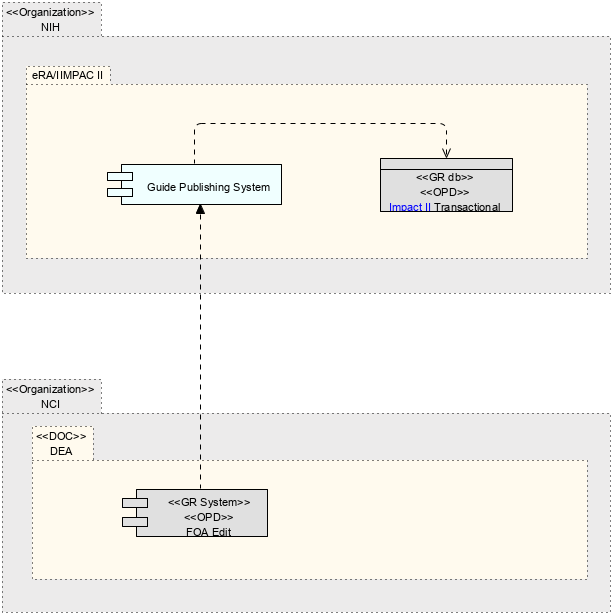 <<Organization>>
NIH
eRA/IIMPAC II
Guide Publishing System
<<GR db>>
<<OPD>>
Impact II Transactional
<<Organization>>
NCI
<<DOC>>
DEA
<<GR System>>
<<OPD>>
FOA Edit